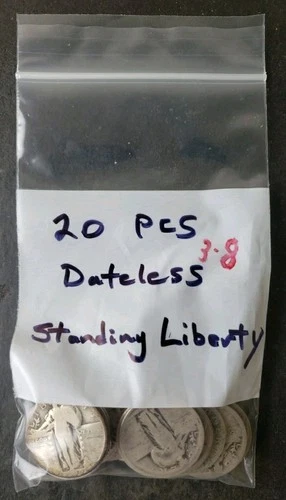 20 PCS
3-8
Dateless
Standing Liberty